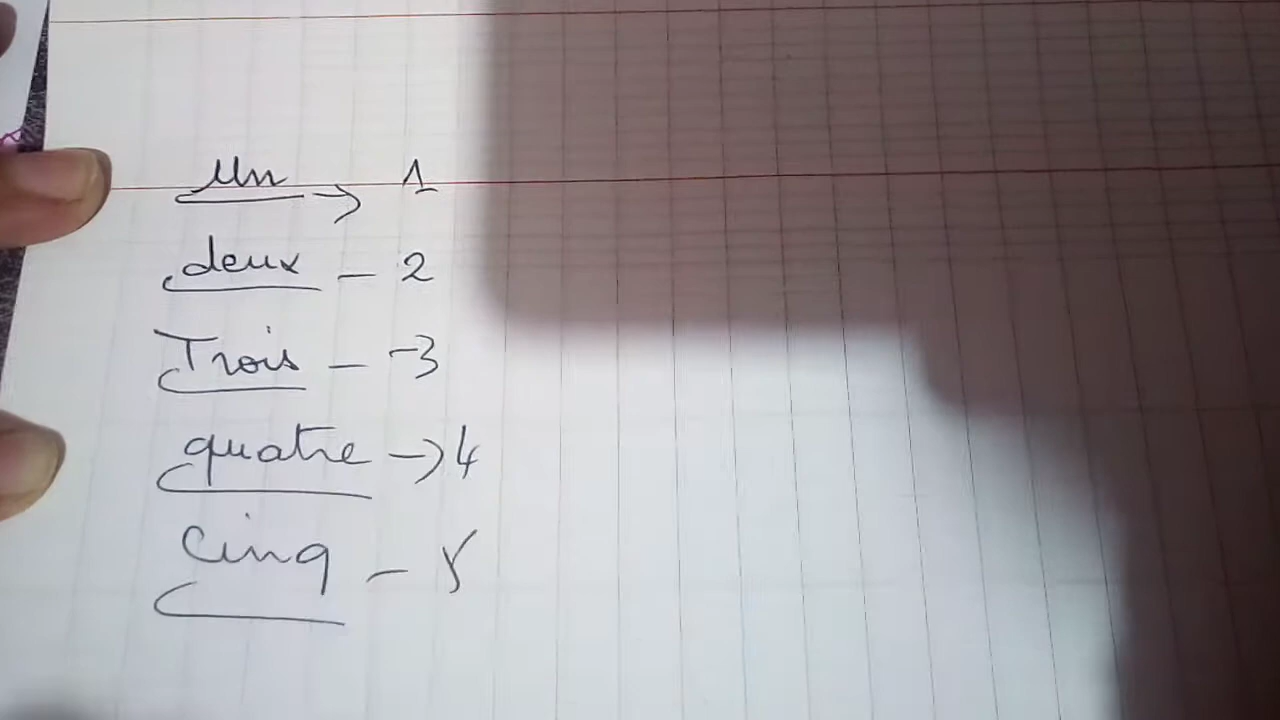 Un → 1
deux - 2
Trois - 3
quatre → 4
Cinq - 5